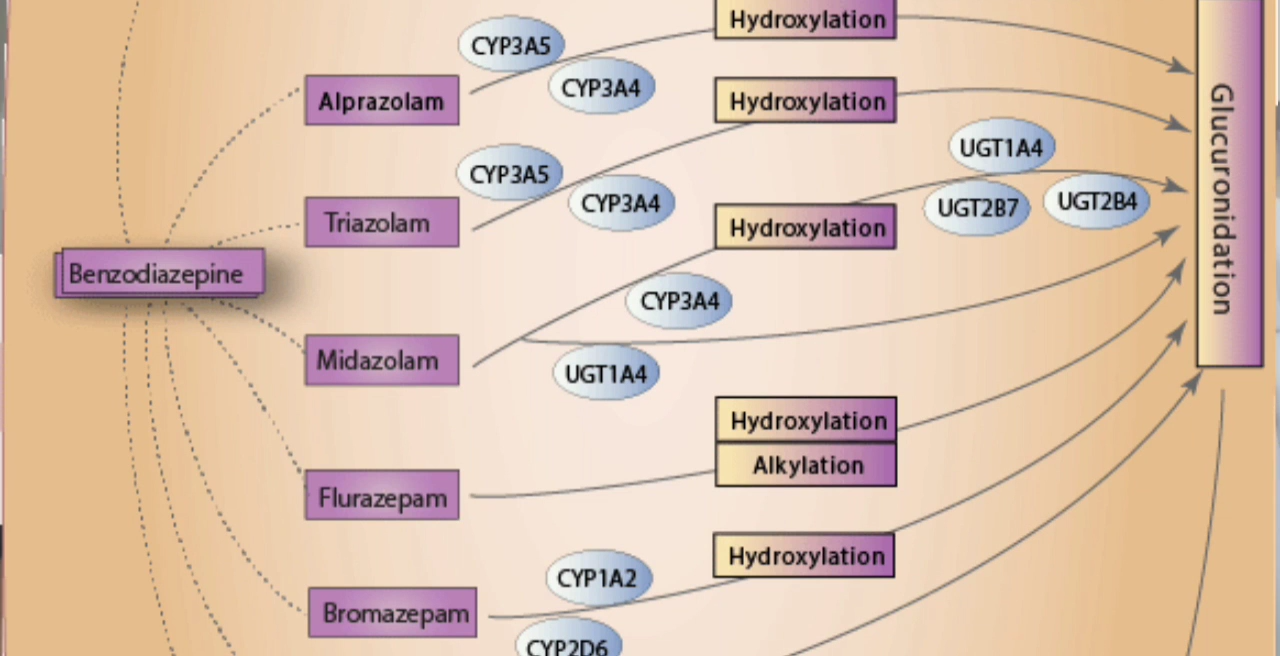 Hydroxylation
CYP3A5
Alprazolam
CYP3A4
Hydroxylation
Glucuronidation
UGT1A4
CYP3A5
Triazolam
CYP3A4
UGT2B7
UGT2B4
Hydroxylation
Benzodiazepine
CYP3A4
Midazolam
UGT1A4
Hydroxylation
Alkylation
Flurazepam
Hydroxylation
CYP1A2
Bromazepam
CYP2D6